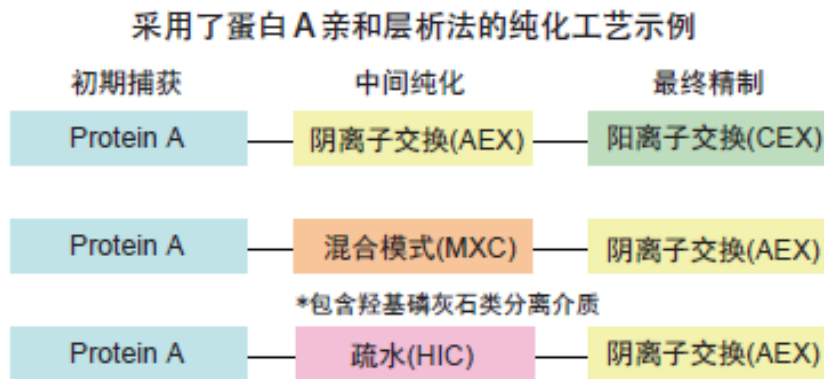 采用了蛋白A亲和层析法的纯化工艺示例
初期捕获 中间纯化 最终精制
Protein A 阴离子交换(AEX) 阳离子交换(CEX)
Protein A 混合模式(MXC) 阴离子交换(AEX)
*包含羟基磷灰石类分离介质
Protein A 疏水(HIC) 阴离子交换(AEX)